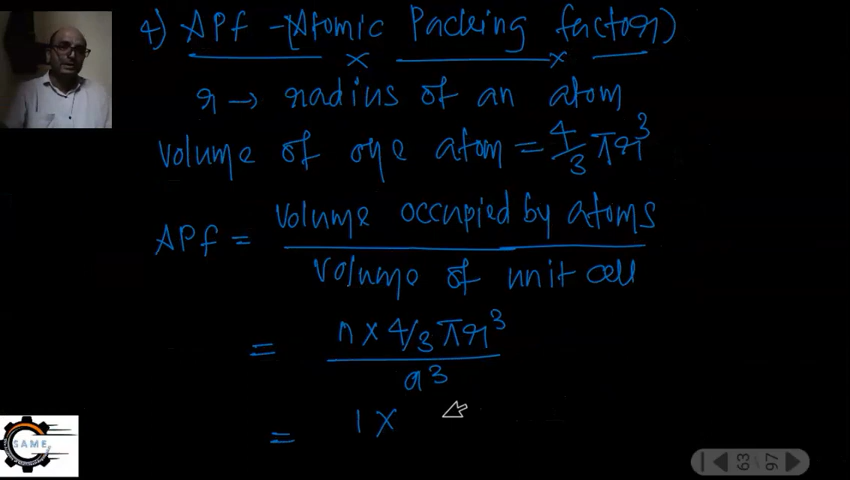 4) APf - (Atomic Packing factor)
r → radius of an atom
volume of one atom = 4/3 πr³
APf = volume occupied by atoms
volume of unit cell
= n × 4/3 πr³
a³
= 1 ×
SAME
63 / 97